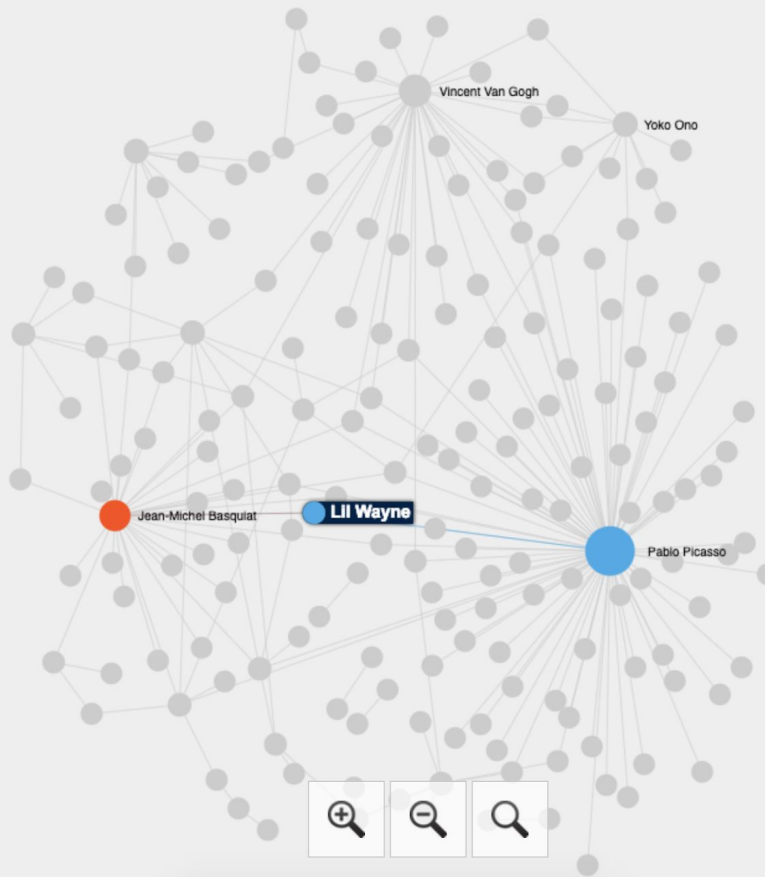 Vincent Van Gogh
Yoko Ono
Jean-Michel Basquiat
Lil Wayne
Pablo Picasso